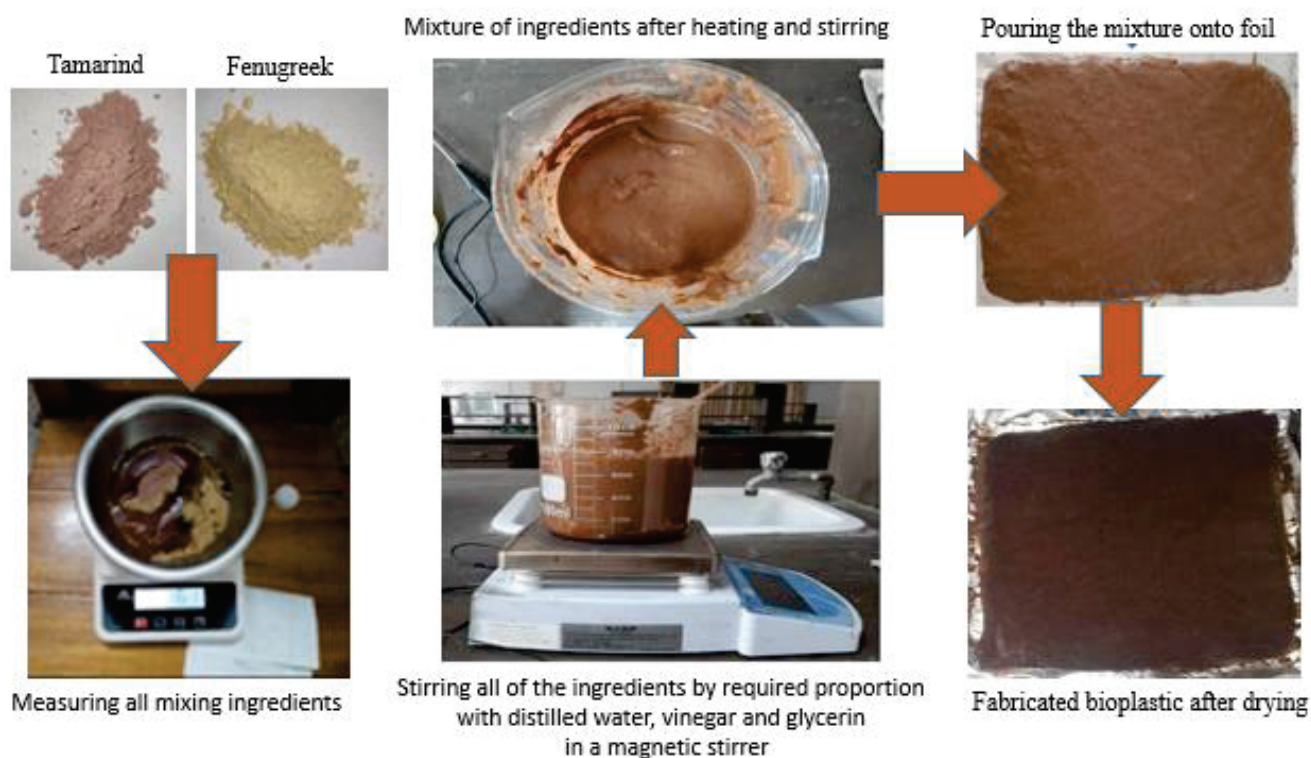 Tamarind
Fenugreek
Measuring all mixing ingredients
Stirring all of the ingredients by required proportion
with distilled water, vinegar and glycerin
in a magnetic stirrer
Mixture of ingredients after heating and stirring
Pouring the mixture onto foil
Fabricated bioplastic after drying